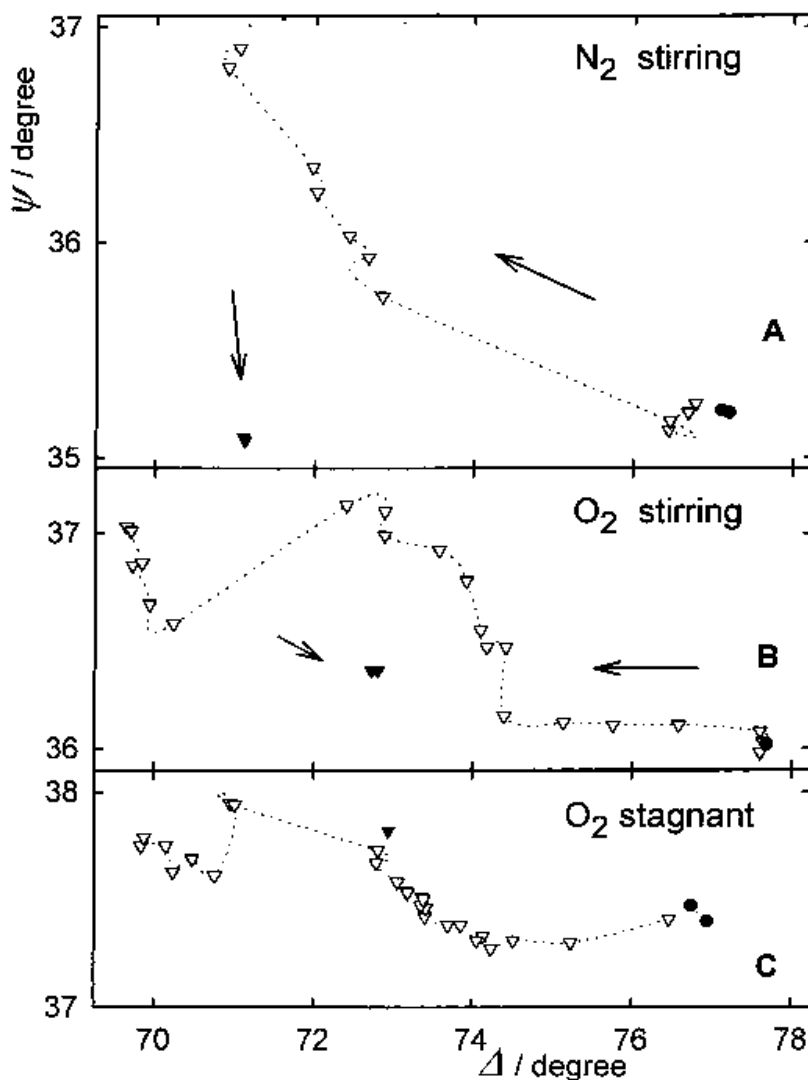 37
N₂ stirring
ψ / degree
36
A
35
O₂ stirring
37
B
36
38
O₂ stagnant
C
37
70 72 74 76 78
Δ / degree